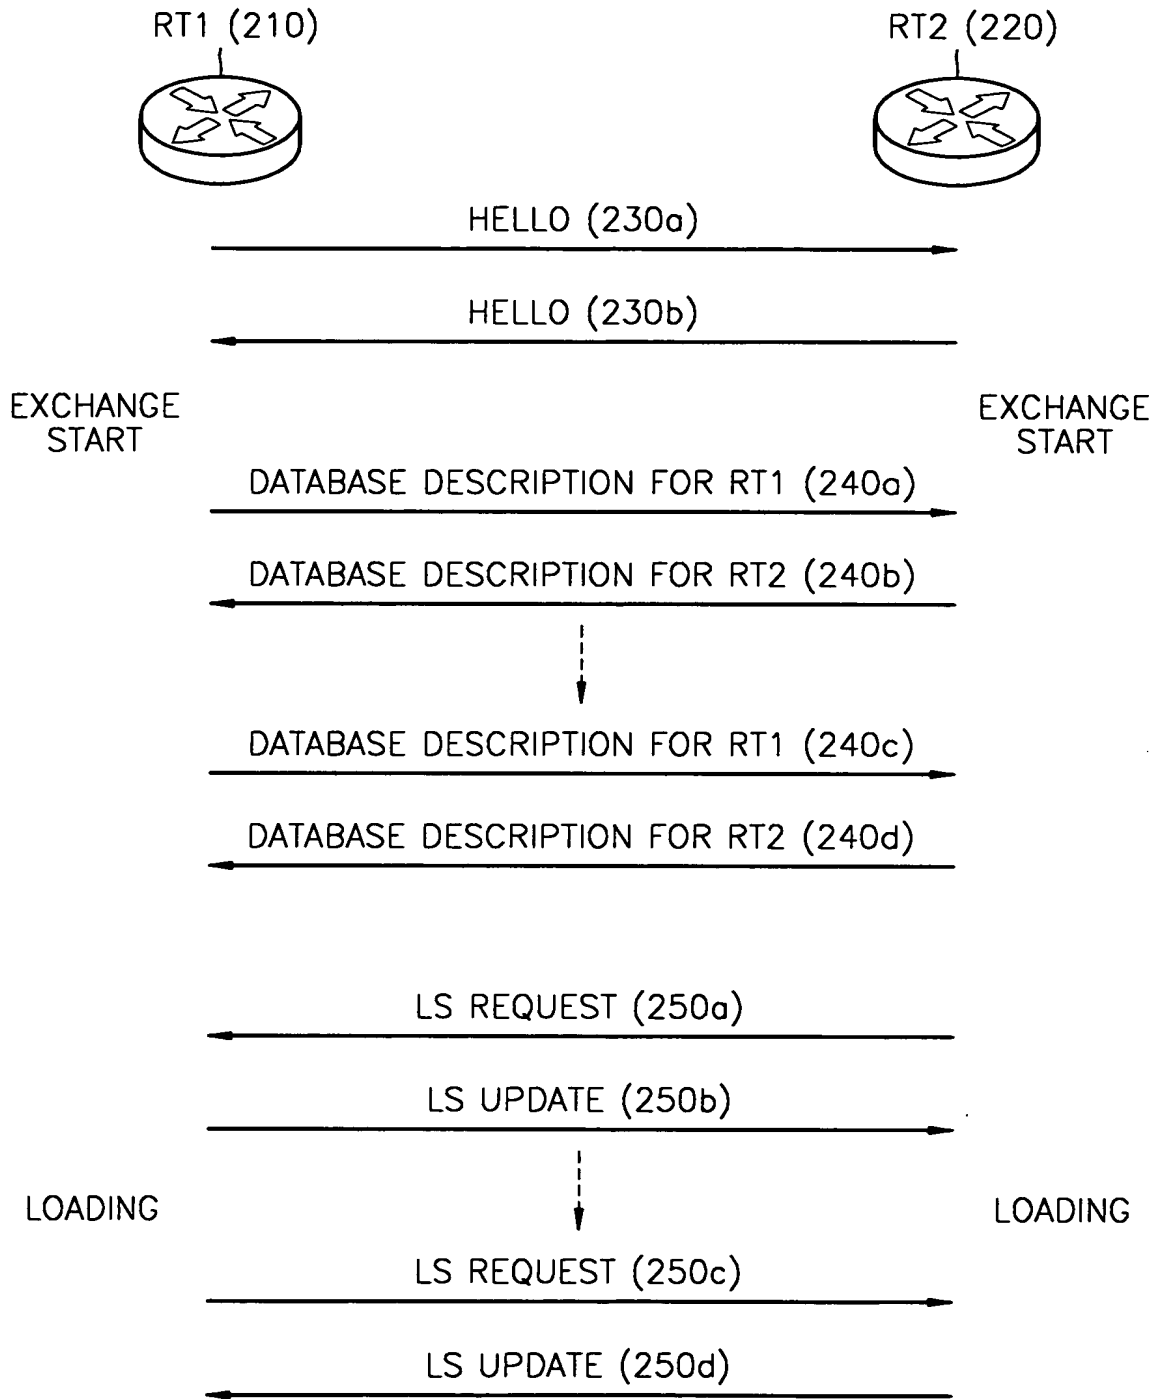 RT1 (210)
RT2 (220)
HELLO (230a)
HELLO (230b)
EXCHANGE
START
EXCHANGE
START
DATABASE DESCRIPTION FOR RT1 (240a)
DATABASE DESCRIPTION FOR RT2 (240b)
DATABASE DESCRIPTION FOR RT1 (240c)
DATABASE DESCRIPTION FOR RT2 (240d)
LS REQUEST (250a)
LS UPDATE (250b)
LOADING
LOADING
LS REQUEST (250c)
LS UPDATE (250d)